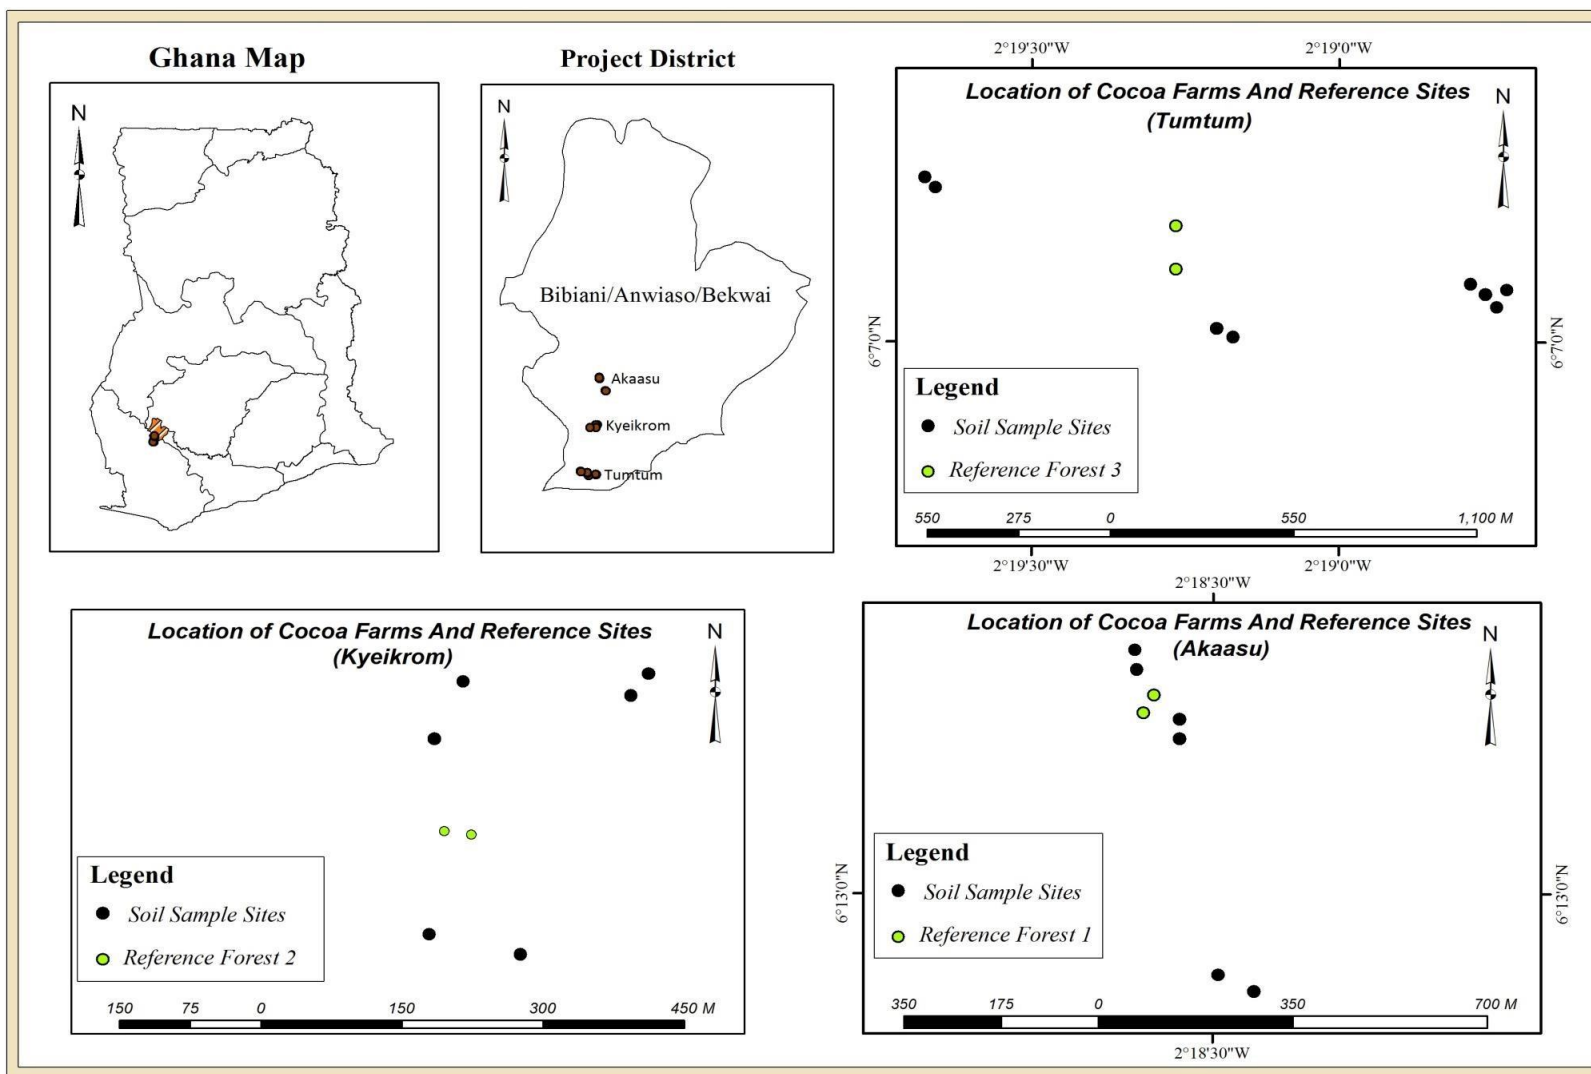 Ghana Map
N
Project District
N
Bibiani/Anwiaso/Bekwai
Akaasu
Kyeikrom
Tumtum
2°19'30"W
2°19'0"W
Location of Cocoa Farms And Reference Sites
(Tumtum)
N
6°7'0"N
6°7'0"N
Legend
Soil Sample Sites
Reference Forest 3
550
275
0
550
1,100 M
2°19'30"W
2°19'0"W
Location of Cocoa Farms And Reference Sites
(Kyeikrom)
N
Legend
Soil Sample Sites
Reference Forest 2
150
75
0
150
300
450 M
2°18'30"W
Location of Cocoa Farms And Reference Sites
(Akaasu)
N
6°13'0"N
6°13'0"N
Legend
Soil Sample Sites
Reference Forest 1
350
175
0
350
700 M
2°18'30"W